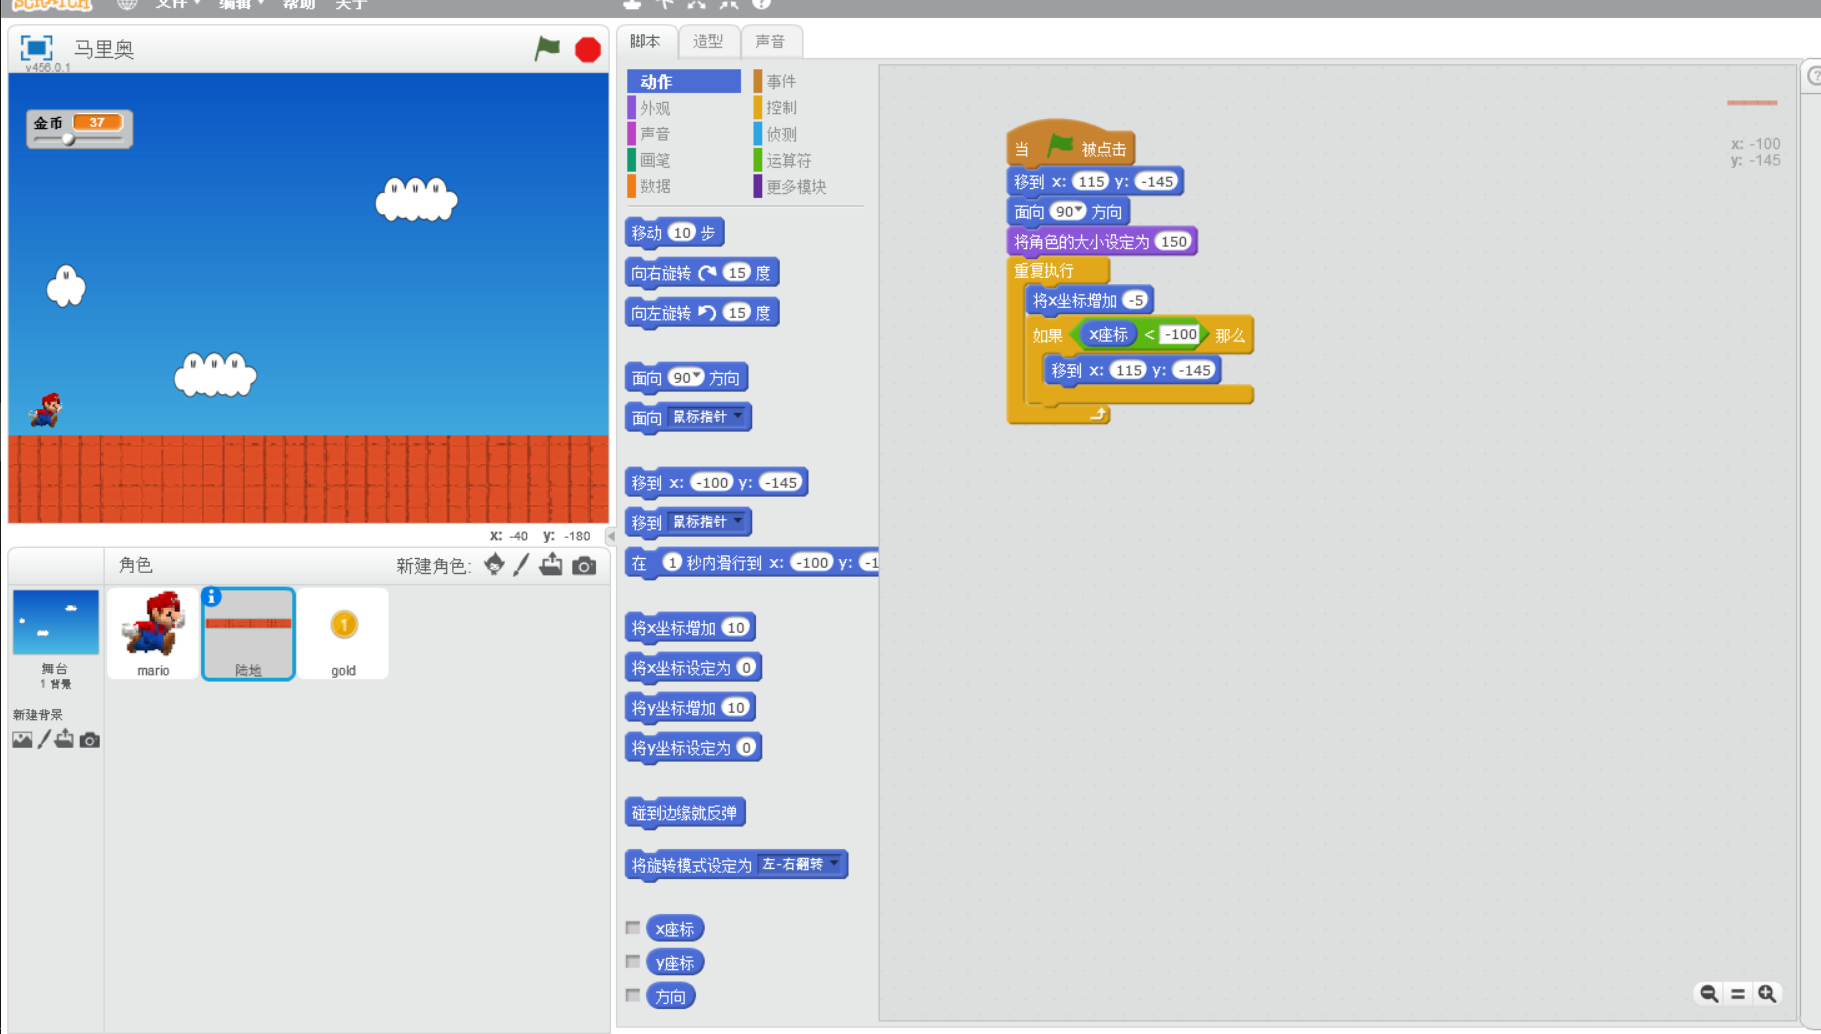 SCRATCH 文件 编辑 帮助 关于
马里奥
v456.0.1
脚本 造型 声音
金币 37
动作 事件
外观 控制
声音 侦测
画笔 运算符
数据 更多模块
移动 10 步
向右旋转 15 度
向左旋转 15 度
面向 90 方向
面向 鼠标指针
移到 x: -100 y: -145
移到 鼠标指针
在 1 秒内滑行到 x: -100 y: -1
将x坐标增加 10
将x坐标设定为 0
将y坐标增加 10
将y坐标设定为 0
碰到边缘就反弹
将旋转模式设定为 左-右翻转
x座标
y座标
方向
当 被点击
移到 x: 115 y: -145
面向 90 方向
将角色的大小设定为 150
重复执行
将x坐标增加 -5
如果 x座标 < -100 那么
移到 x: 115 y: -145
x: -100
y: -145
x: -40 y: -180
角色 新建角色:
舞台
1 背景
新建背景
mario
陆地
gold